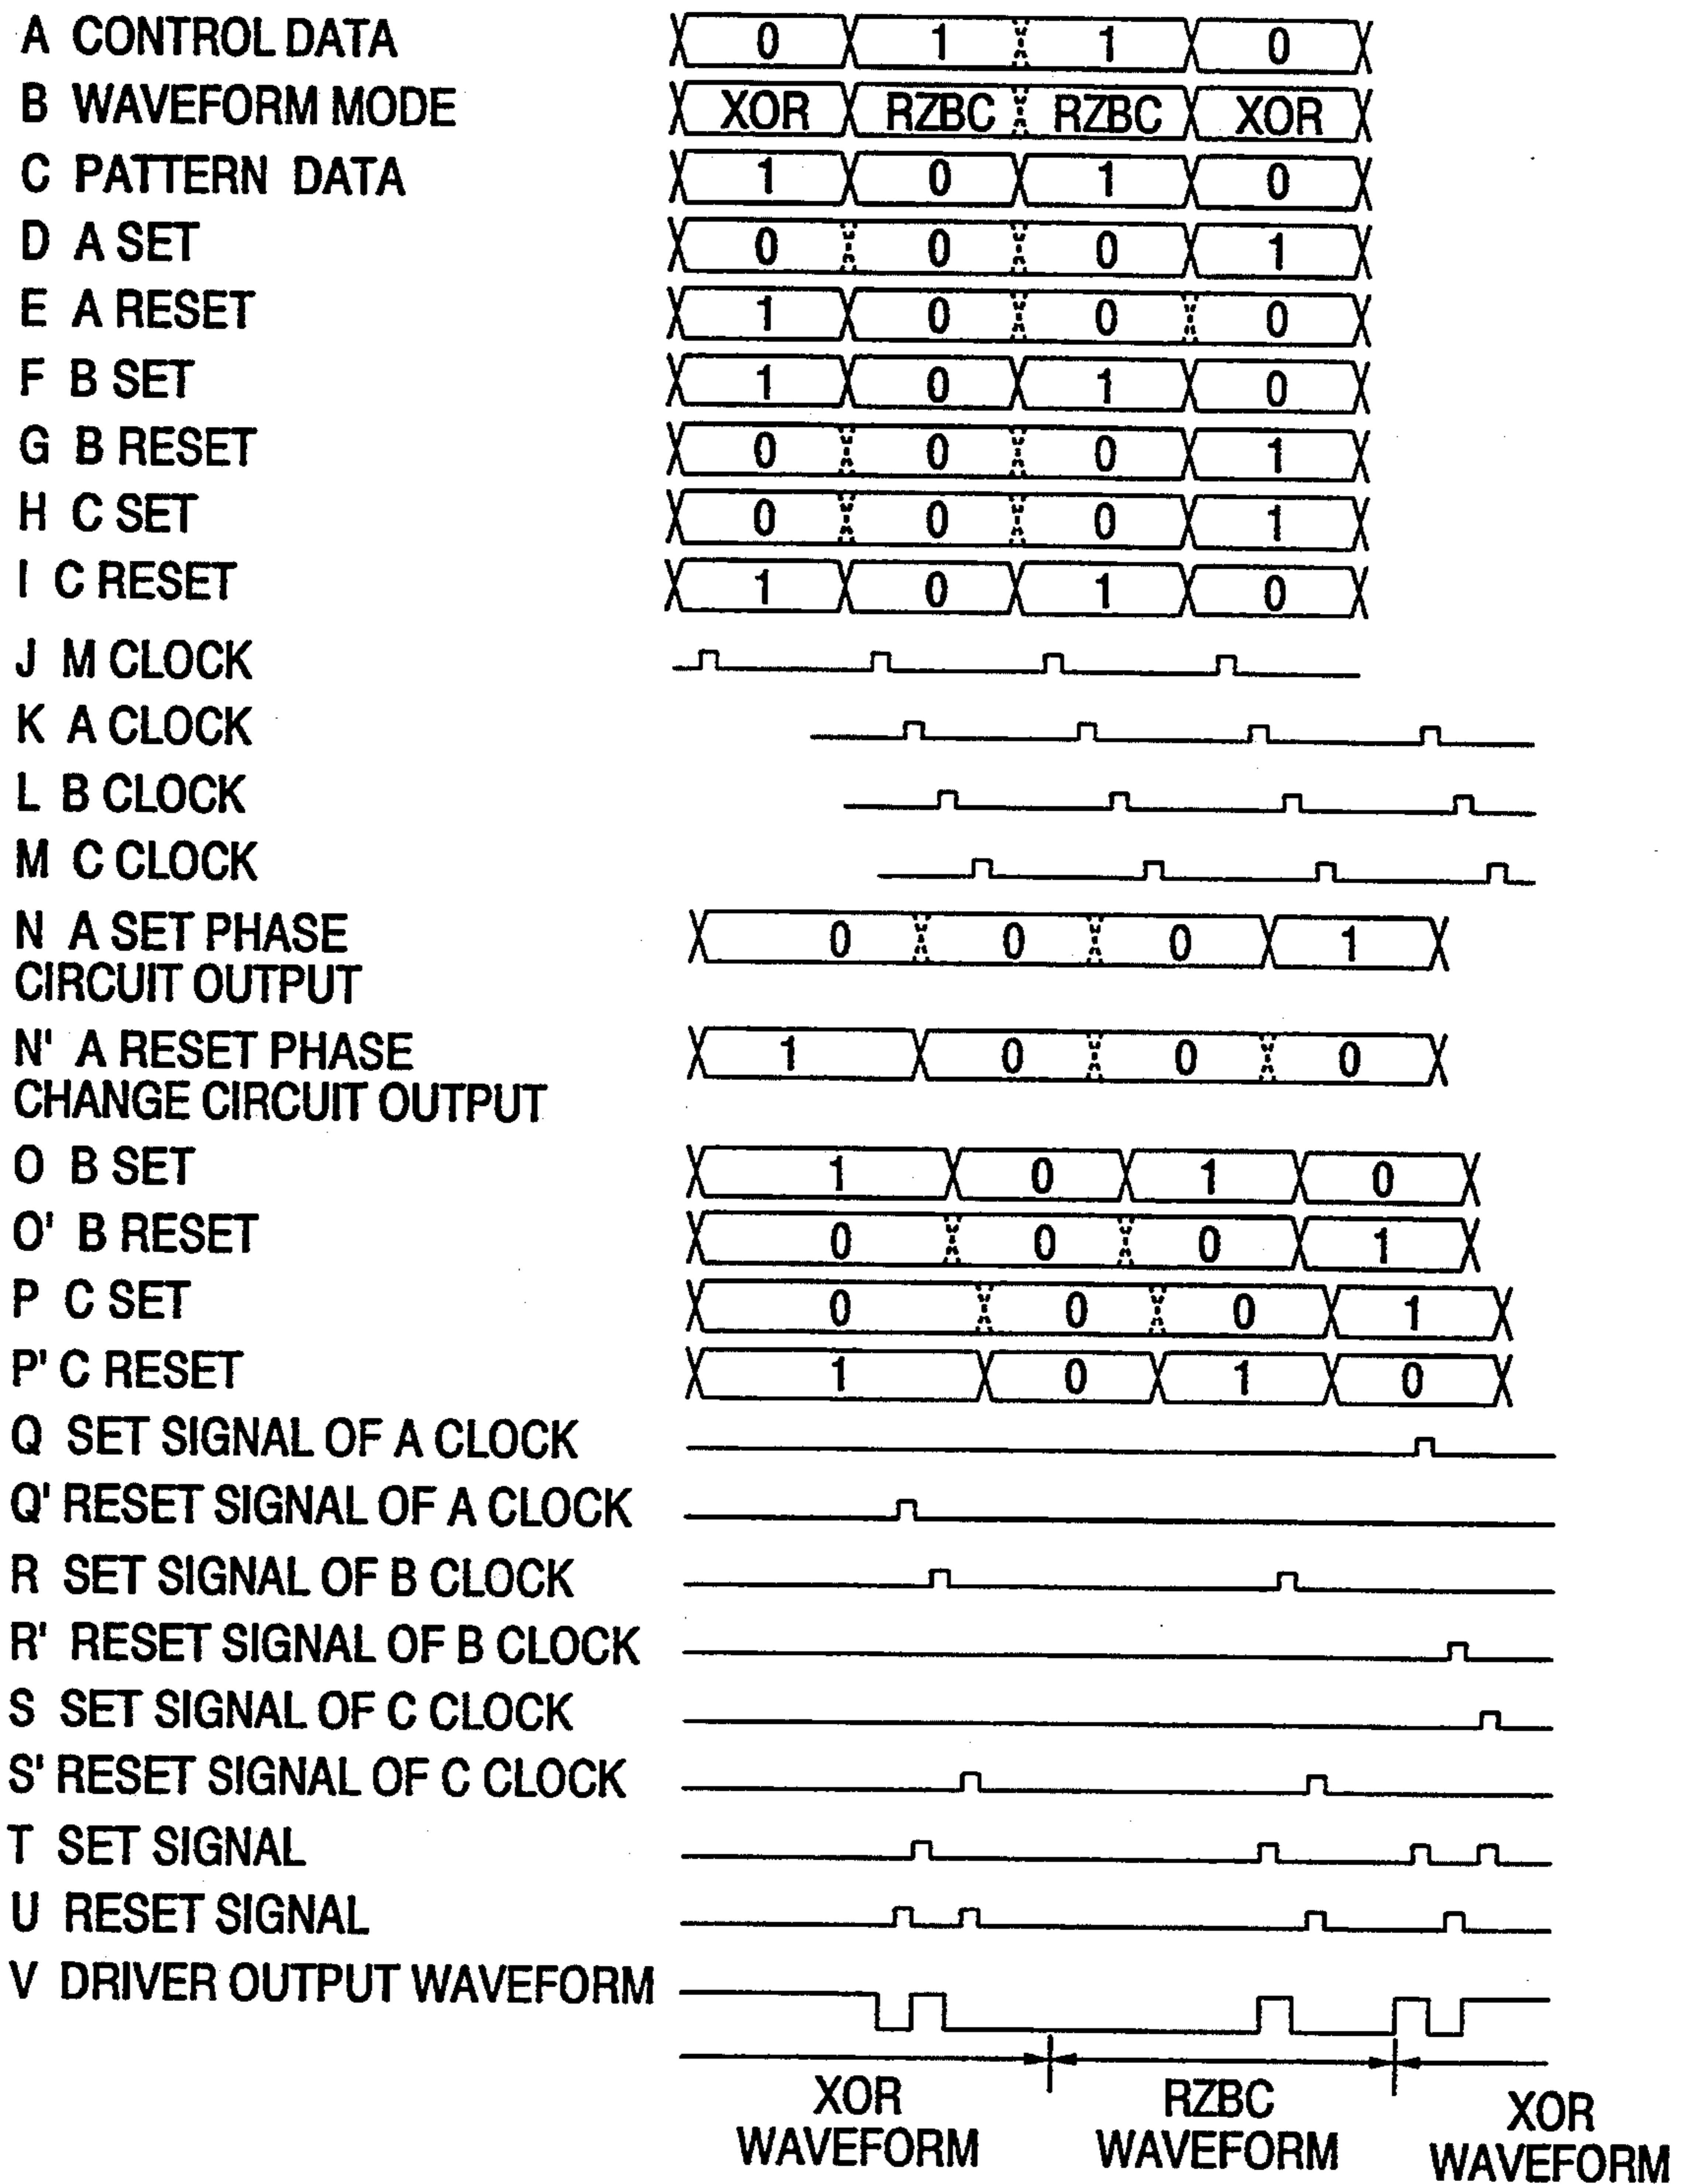 A CONTROL DATA 0 1 1 0
B WAVEFORM MODE XOR RZBC RZBC XOR
C PATTERN DATA 1 0 1 0
D A SET 0 0 0 1
E A RESET 1 0 0 0
F B SET 1 0 1 0
G B RESET 0 0 0 1
H C SET 0 0 0 1
I C RESET 1 0 1 0
J M CLOCK
K A CLOCK
L B CLOCK
M C CLOCK
N A SET PHASE 0 0 0 1
CIRCUIT OUTPUT
N' A RESET PHASE 1 0 0 0
CHANGE CIRCUIT OUTPUT
O B SET 1 0 1 0
O' B RESET 0 0 0 1
P C SET 0 0 0 1
P' C RESET 1 0 1 0
Q SET SIGNAL OF A CLOCK
Q' RESET SIGNAL OF A CLOCK
R SET SIGNAL OF B CLOCK
R' RESET SIGNAL OF B CLOCK
S SET SIGNAL OF C CLOCK
S' RESET SIGNAL OF C CLOCK
T SET SIGNAL
U RESET SIGNAL
V DRIVER OUTPUT WAVEFORM
XOR RZBC XOR
WAVEFORM WAVEFORM WAVEFORM